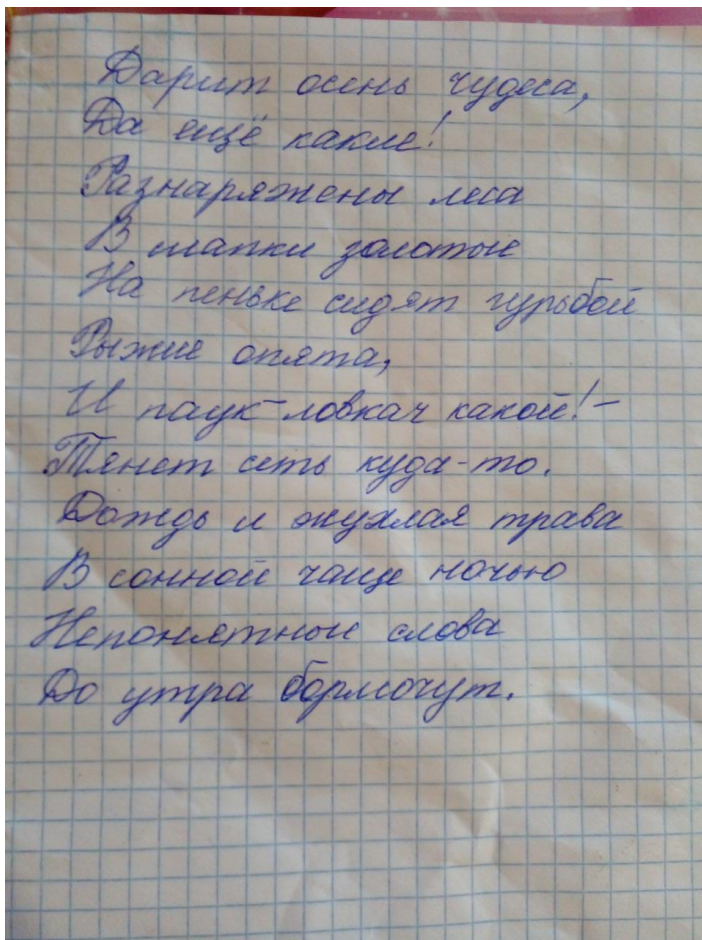 Дарит осень чудеса,
Да ещё какие!
Разнаряжены леса
В шапки золотые
На пеньке сидят гурьбой
Рыжие опята,
И паук-ловкач какой!-
Тянет сеть куда-то.
Дождь и жухлая трава
В сонной чаще ночью
Непонятные слова
До утра бормочут.